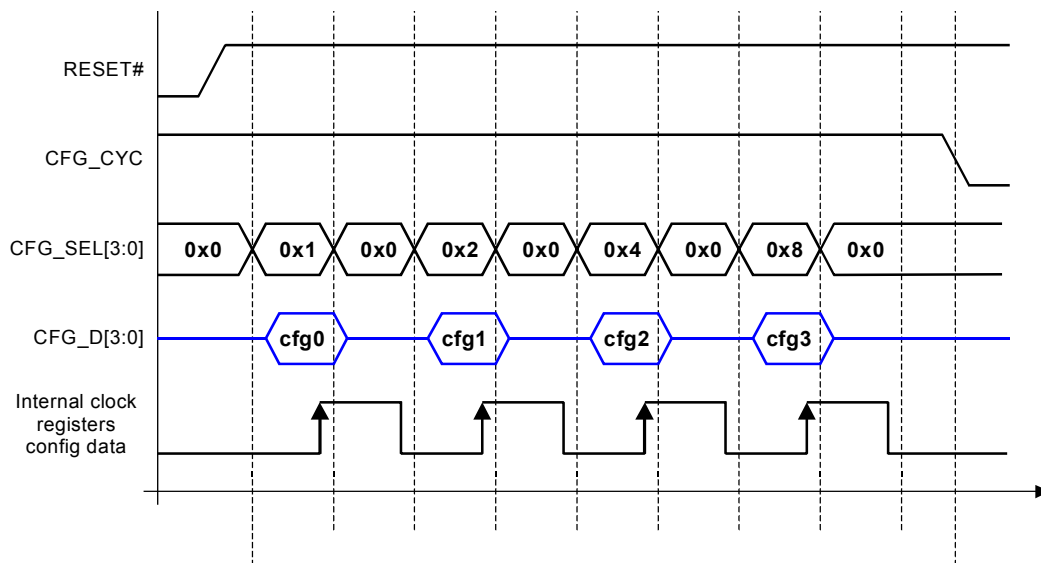 RESET#
CFG_CYC
CFG_SEL[3:0]
0x0 0x1 0x0 0x2 0x0 0x4 0x0 0x8 0x0
CFG_D[3:0]
cfg0 cfg1 cfg2 cfg3
Internal clock
registers
config data